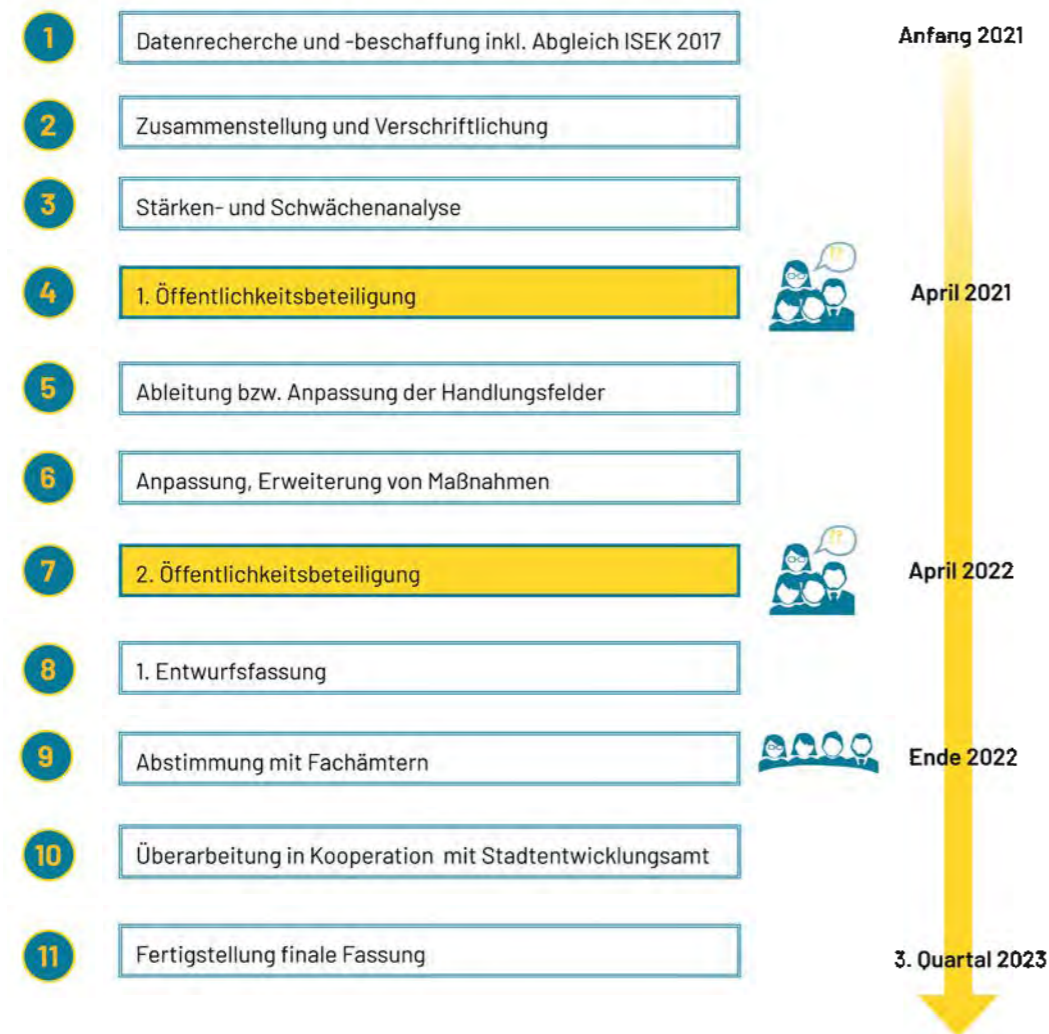 1 Datenrecherche und -beschaffung inkl. Abgleich ISEK 2017 Anfang 2021
2 Zusammenstellung und Verschriftlichung
3 Stärken- und Schwächenanalyse
??
4 1. Öffentlichkeitsbeteiligung April 2021
5 Ableitung bzw. Anpassung der Handlungsfelder
6 Anpassung, Erweiterung von Maßnahmen
??
7 2. Öffentlichkeitsbeteiligung April 2022
8 1. Entwurfsfassung
9 Abstimmung mit Fachämtern Ende 2022
10 Überarbeitung in Kooperation mit Stadtentwicklungsamt
11 Fertigstellung finale Fassung 3. Quartal 2023